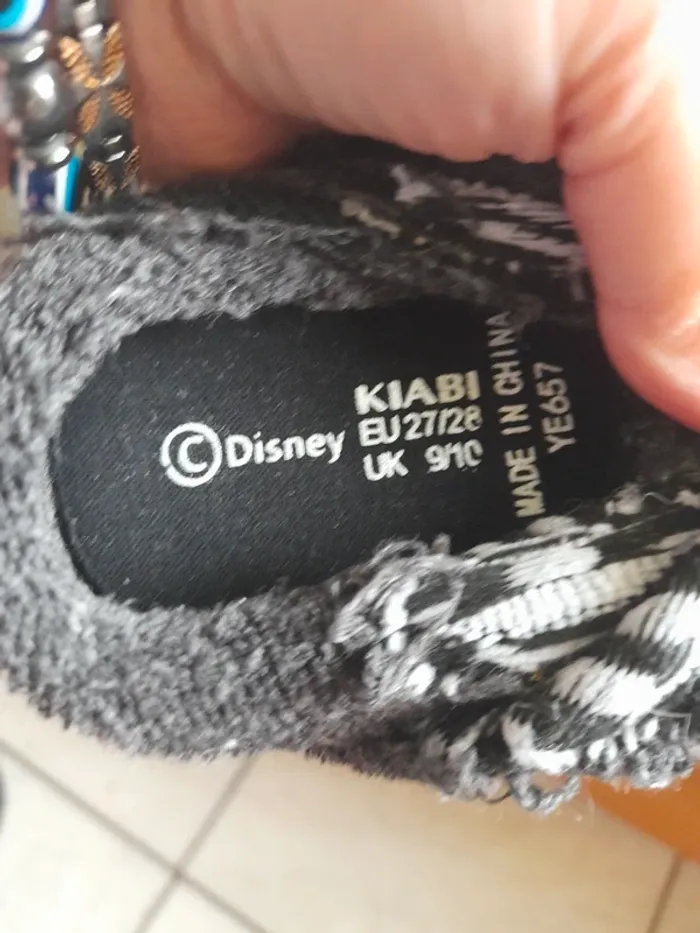 © Disney
KIABI
EU 27/28
UK 9/10
MADE IN CHINA
YE657